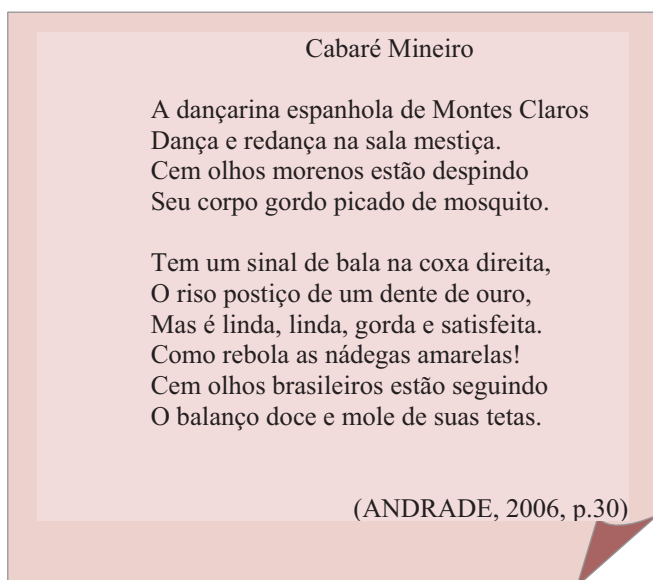 Cabaré Mineiro
A dançarina espanhola de Montes Claros
Dança e redança na sala mestiça.
Cem olhos morenos estão despindo
Seu corpo gordo picado de mosquito.
Tem um sinal de bala na coxa direita,
O riso postiço de um dente de ouro,
Mas é linda, linda, gorda e satisfeita.
Como rebola as nádegas amarelas!
Cem olhos brasileiros estão seguindo
O balanço doce e mole de suas tetas.
(ANDRADE, 2006, p.30)